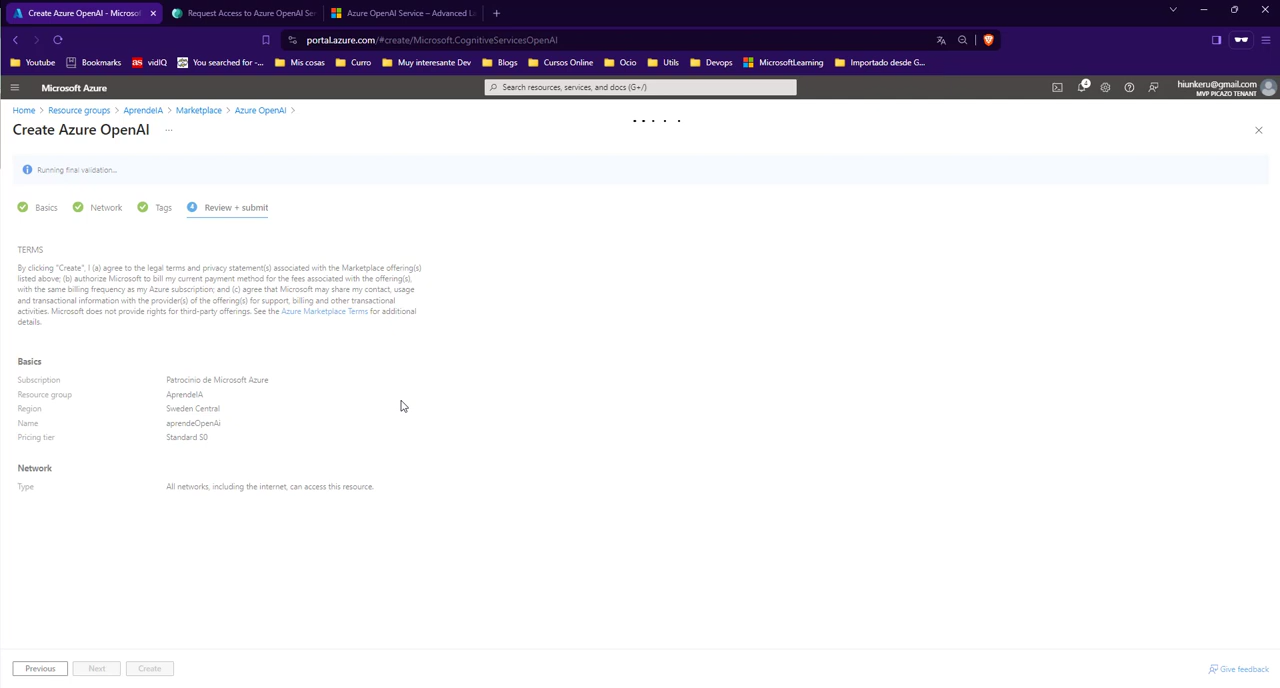 Create Azure OpenAI - Microsof
Request Access to Azure OpenAI Ser
Azure OpenAI Service – Advanced La
portal.azure.com/#create/Microsoft.CognitiveServicesOpenAI
Youtube
Bookmarks
as vidIQ
You searched for -...
Mis cosas
Curro
Muy interesante Dev
Blogs
Cursos Online
Ocio
Utils
Devops
MicrosoftLearning
Importado desde G...
Microsoft Azure
Search resources, services, and docs (G+/)
hiunkeru@gmail.com
MVP PICAZO TENANT
Home > Resource groups > AprendeIA > Marketplace > Azure OpenAI >
Create Azure OpenAI ...
Running final validation...
Basics
Network
Tags
4 Review + submit
TERMS
By clicking "Create", I (a) agree to the legal terms and privacy statement(s) associated with the Marketplace offering(s)
listed above; (b) authorize Microsoft to bill my current payment method for the fees associated with the offering(s),
with the same billing frequency as my Azure subscription; and (c) agree that Microsoft may share my contact, usage
and transactional information with the provider(s) of the offering(s) for support, billing and other transactional
activities. Microsoft does not provide rights for third-party offerings. See the Azure Marketplace Terms for additional
details.
Basics
Subscription Patrocinio de Microsoft Azure
Resource group AprendeIA
Region Sweden Central
Name aprendeOpenAi
Pricing tier Standard S0
Network
Type All networks, including the internet, can access this resource.
Previous
Next
Create
Give feedback